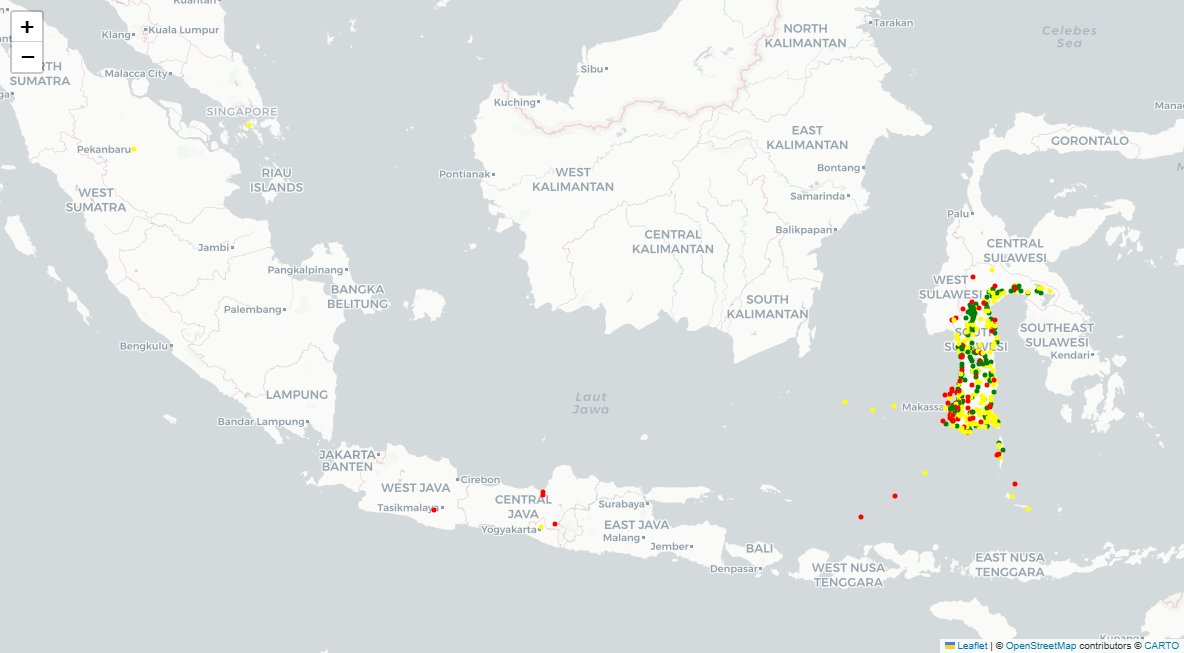 +
−
Kuantan
Tarakan
NORTH
KALIMANTAN
Celebes
Sea
Klang
Kuala Lumpur
Sibu
Malacca City
SUMATRA
Kuching
SINGAPORE
EAST
KALIMANTAN
GORONTALO
Pekanbaru
Bontang
RIAU
ISLANDS
Pontianak
WEST
KALIMANTAN
WEST
SUMATRA
Samarinda
Palu
Balikpapan
CENTRAL
KALIMANTAN
Jambi
CENTRAL
SULAWESI
Pangkalpinang
WEST
SULAWESI
BANGKA
BELITUNG
SOUTH
KALIMANTAN
Palembang
SOUTHEAST
SULAWESI
SOUTH
SULAWESI
Bengkulu
Kendari
LAMPUNG
Laut
Jawa
Makassa
Bandar Lampung
JAKARTA
BANTEN
WEST JAVA
Cirebon
CENTRAL
JAVA
Tasikmalaya
Surabaya
Yogyakarta
EAST JAVA
Malang
Jember
BALI
Denpasar
WEST NUSA
TENGGARA
EAST NUSA
TENGGARA
Kupang
Leaflet | © OpenStreetMap contributors © CARTO